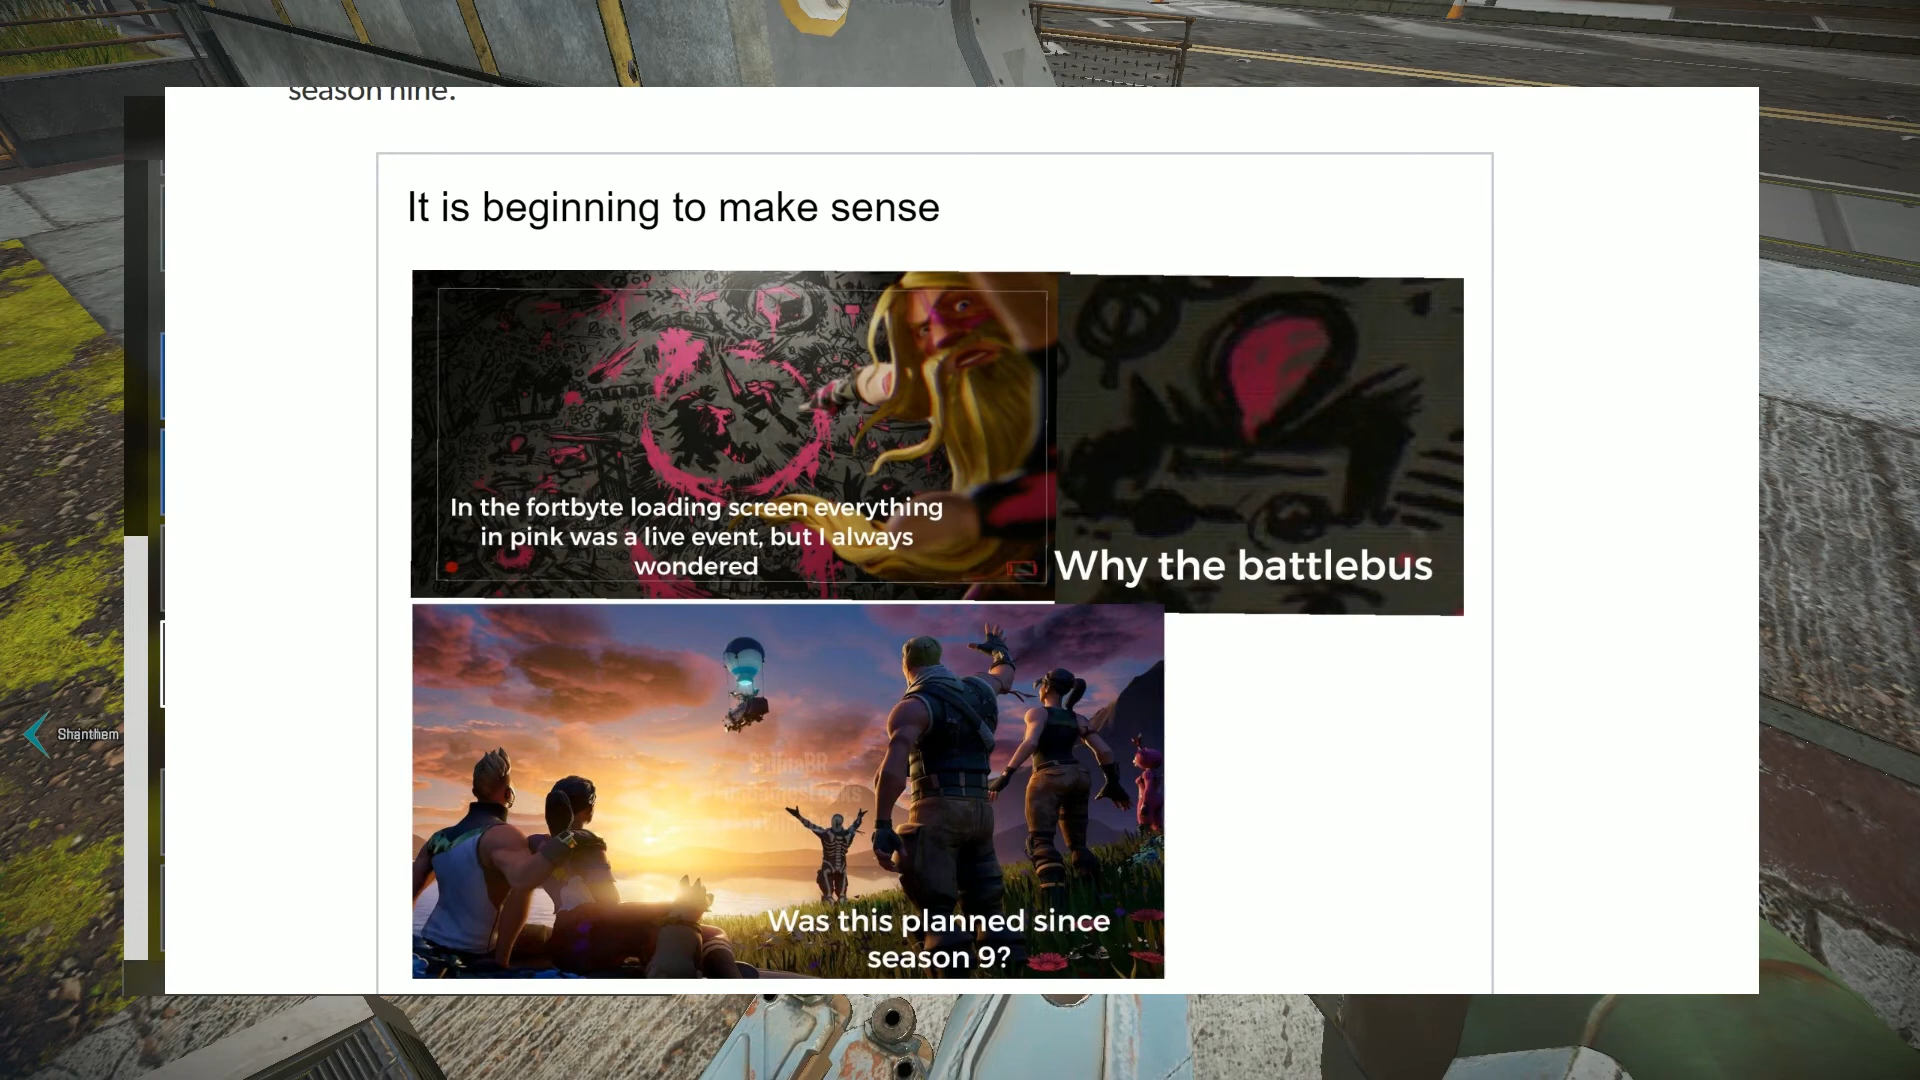 season nine.
It is beginning to make sense
In the fortbyte loading screen everything
in pink was a live event, but I always
wondered
Why the battlebus
Shanthem
Was this planned since
season 9?